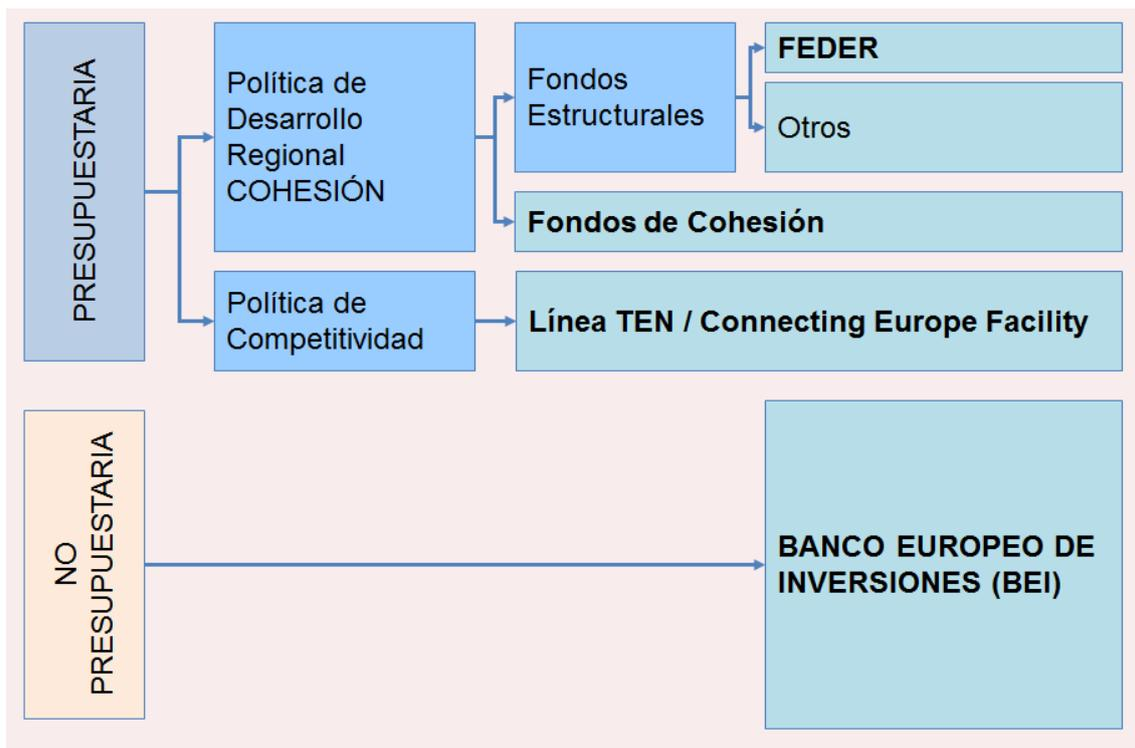 PRESUPUESTARIA
Política de
Desarrollo
Regional
COHESIÓN
Fondos
Estructurales
FEDER
Otros
Fondos de Cohesión
Política de
Competitividad
Línea TEN / Connecting Europe Facility
NO
PRESUPUESTARIA
BANCO EUROPEO DE
INVERSIONES (BEI)